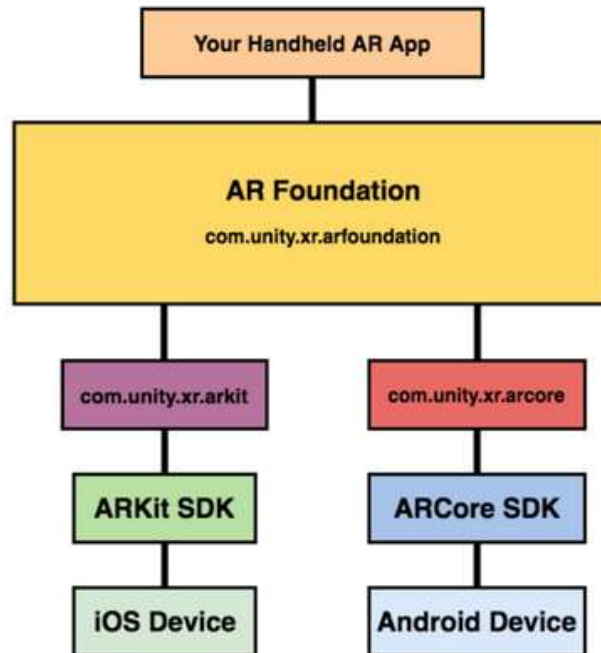 Your Handheld AR App
AR Foundation
com.unity.xr.arfoundation
com.unity.xr.arkit
com.unity.xr.arcore
ARKit SDK
ARCore SDK
iOS Device
Android Device